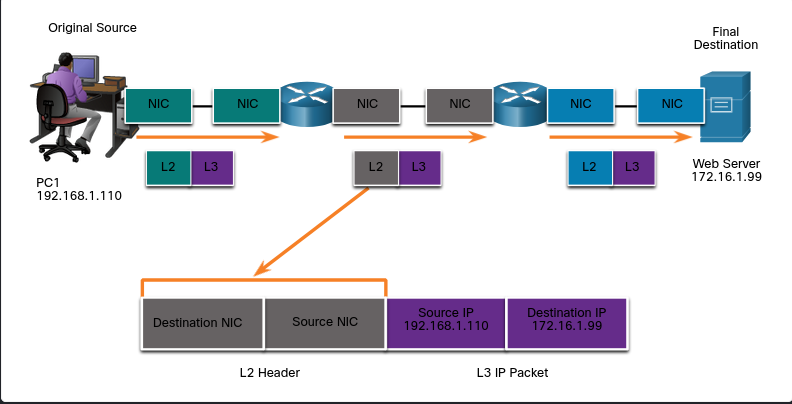 Original Source
Final
Destination
NIC
NIC
NIC
NIC
NIC
NIC
L2
L3
L2
L3
L2
L3
PC1
192.168.1.110
Web Server
172.16.1.99
Destination NIC
Source NIC
Source IP
192.168.1.110
Destination IP
172.16.1.99
L2 Header
L3 IP Packet